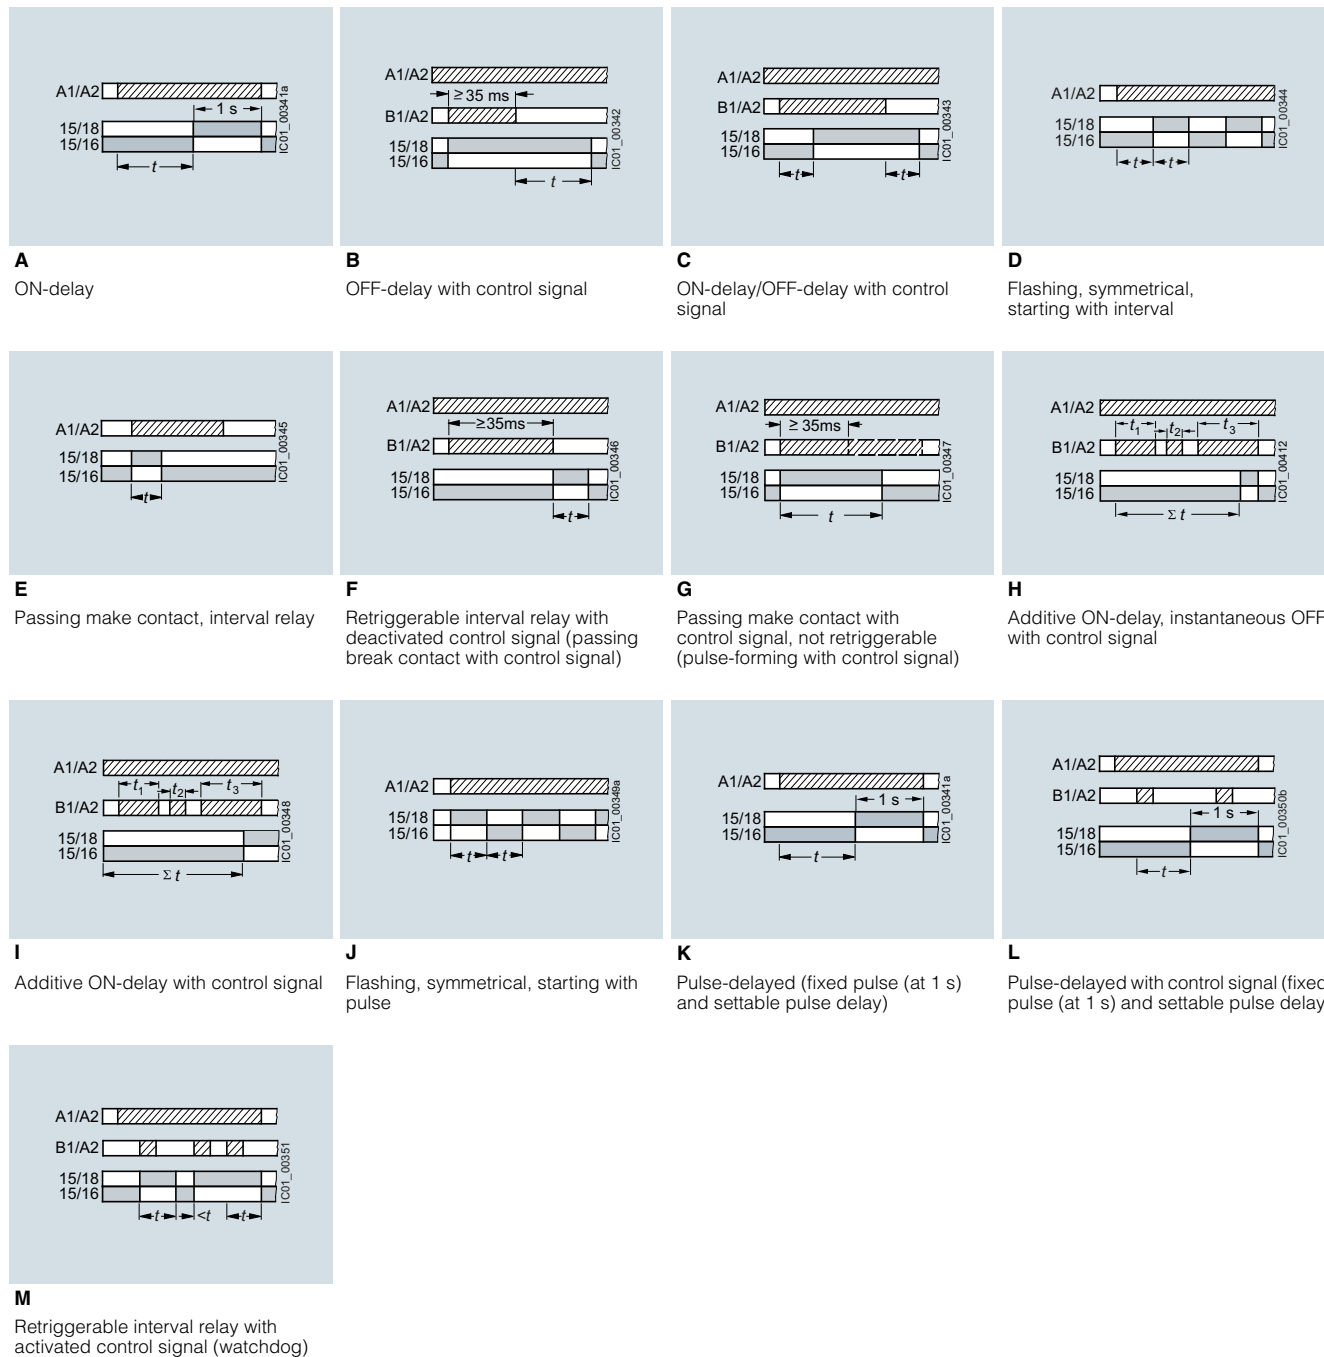 A1/A2
1 s
15/18
15/16
t
IC01_00341a
A
ON-delay
A1/A2
≥ 35 ms
B1/A2
15/18
15/16
t
IC01_00342
B
OFF-delay with control signal
A1/A2
B1/A2
15/18
15/16
t t
IC01_00343
C
ON-delay/OFF-delay with control
signal
A1/A2
15/18
15/16
t t
IC01_00344
D
Flashing, symmetrical,
starting with interval
A1/A2
15/18
15/16
t
IC01_00345
E
Passing make contact, interval relay
A1/A2
≥35ms
B1/A2
15/18
15/16
t
IC01_00346
F
Retriggerable interval relay with
deactivated control signal (passing
break contact with control signal)
A1/A2
≥ 35ms
B1/A2
15/18
15/16
t
IC01_00347
G
Passing make contact with
control signal, not retriggerable
(pulse-forming with control signal)
A1/A2
t1 t2 t3
B1/A2
15/18
15/16
Σ t
IC01_00412
H
Additive ON-delay, instantaneous OFF
with control signal
A1/A2
t1 t2 t3
B1/A2
15/18
15/16
Σ t
IC01_00348
I
Additive ON-delay with control signal
A1/A2
15/18
15/16
t t
IC01_00349a
J
Flashing, symmetrical, starting with
pulse
A1/A2
1 s
15/18
15/16
t
IC01_00341a
K
Pulse-delayed (fixed pulse (at 1 s)
and settable pulse delay)
A1/A2
B1/A2
1 s
15/18
15/16
t
IC01_00350b
L
Pulse-delayed with control signal (fixed
pulse (at 1 s) and settable pulse delay
A1/A2
B1/A2
15/18
15/16
t <t t
IC01_00351
M
Retriggerable interval relay with
activated control signal (watchdog)